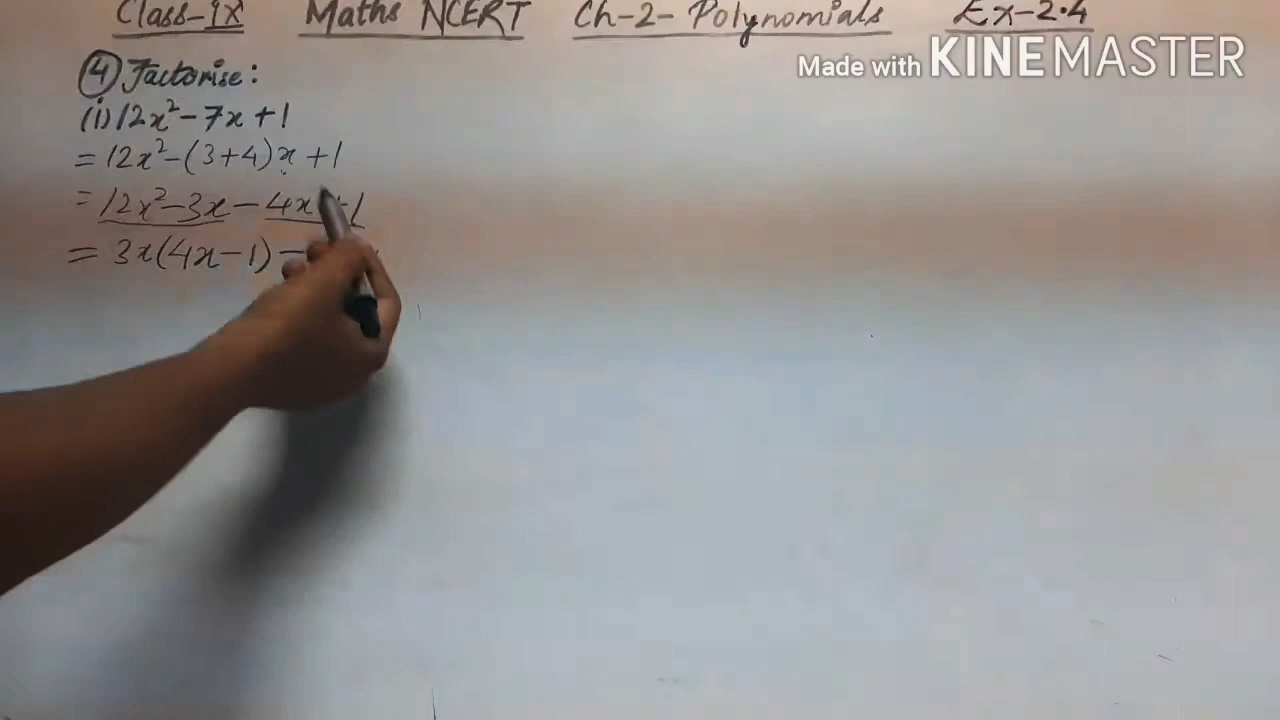 Class-IX Maths NCERT Ch-2- Polynomials Ex-2.4
Made with KINEMASTER
(4) Factorise:
(i) 12x²-7x+1
= 12x²-(3+4)x+1
= 12x²-3x-4x+1
= 3x(4x-1)-